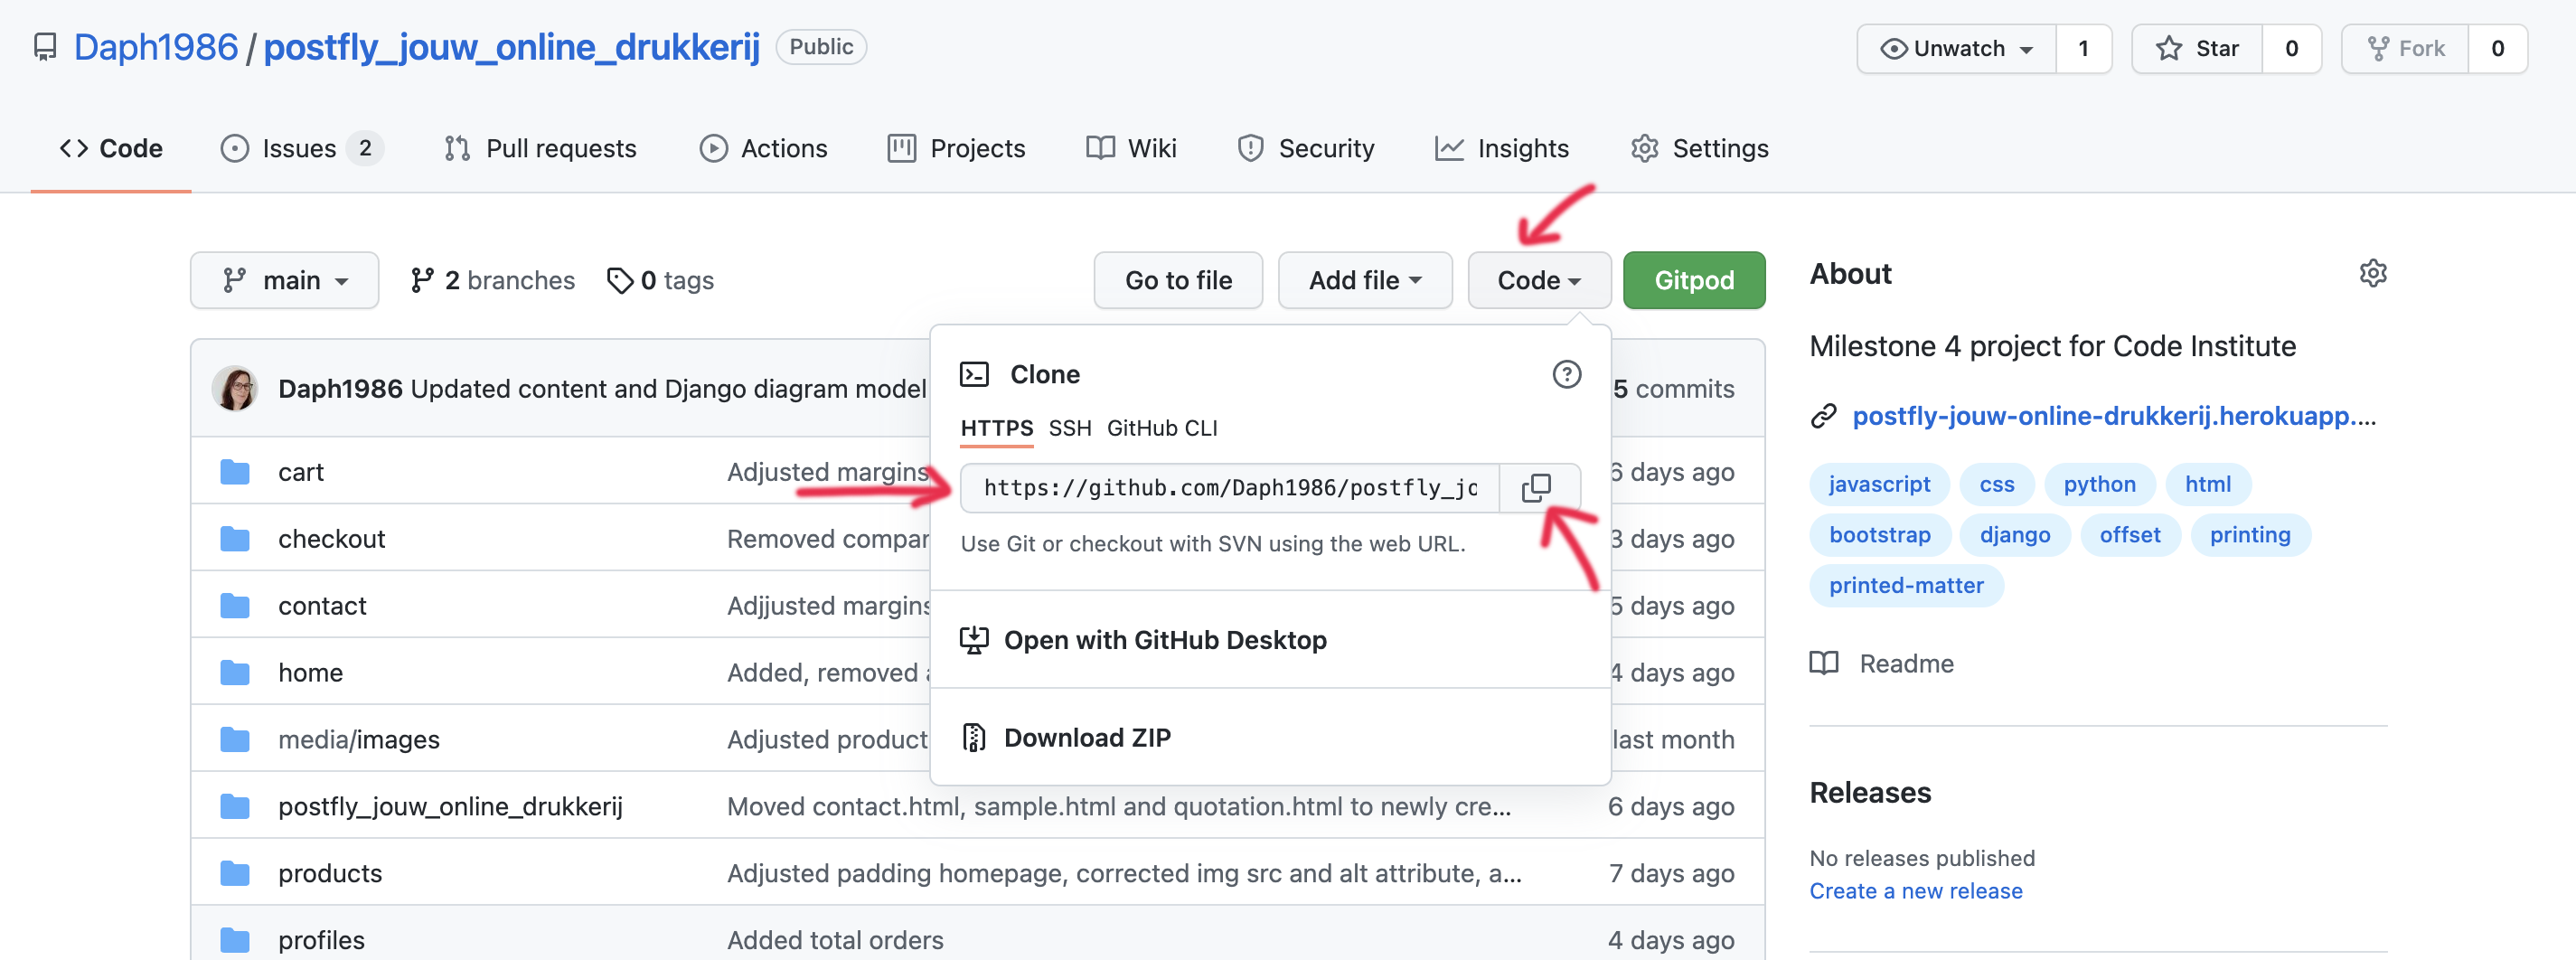 Daph1986 / postfly_jouw_online_drukkerij Public
Unwatch 1 Star 0 Fork 0
Code Issues 2 Pull requests Actions Projects Wiki Security Insights Settings
main 2 branches 0 tags Go to file Add file Code Gitpod
Daph1986 Updated content and Django diagram model 5 commits
Clone
HTTPS SSH GitHub CLI
https://github.com/Daph1986/postfly_jo
Use Git or checkout with SVN using the web URL.
Open with GitHub Desktop
Download ZIP
cart Adjusted margins 6 days ago
checkout Removed compar 3 days ago
contact Adjjusted margins 5 days ago
home Added, removed 4 days ago
media/images Adjusted product last month
postfly_jouw_online_drukkerij Moved contact.html, sample.html and quotation.html to newly cre... 6 days ago
products Adjusted padding homepage, corrected img src and alt attribute, a... 7 days ago
profiles Added total orders 4 days ago
About
Milestone 4 project for Code Institute
postfly-jouw-online-drukkerij.herokuapp....
javascript css python html
bootstrap django offset printing
printed-matter
Readme
Releases
No releases published
Create a new release